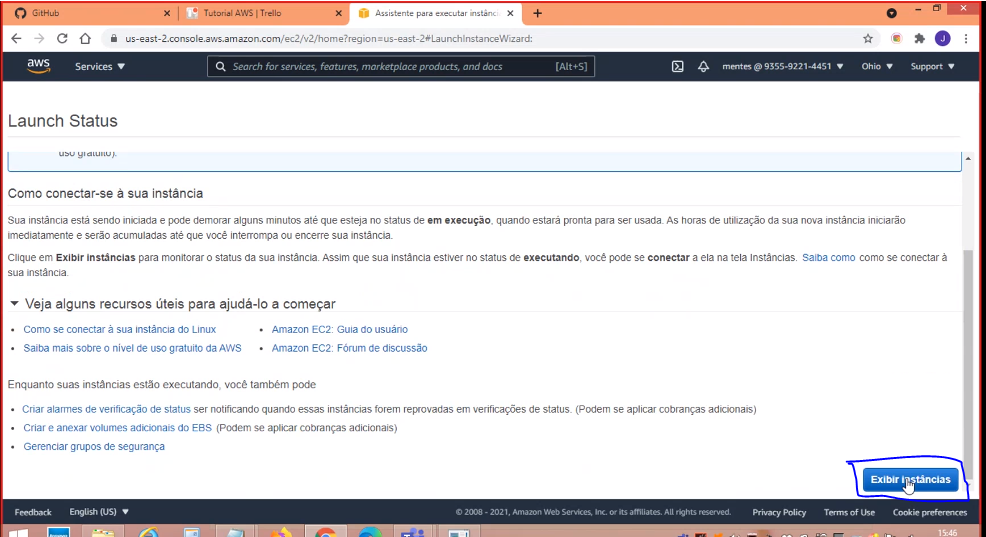 GitHub
Tutorial AWS | Trello
Assistente para executar instânci
us-east-2.console.aws.amazon.com/ec2/v2/home?region=us-east-2#LaunchInstanceWizard:
J
aws
Services
Search for services, features, marketplace products, and docs
[Alt+S]
mentes @ 9355-9221-4451
Ohio
Support
Launch Status
uso gratuito).
Como conectar-se à sua instância
Sua instância está sendo iniciada e pode demorar alguns minutos até que esteja no status de em execução, quando estará pronta para ser usada. As horas de utilização da sua nova instância iniciarão
imediatamente e serão acumuladas até que você interrompa ou encerre sua instância.
Clique em Exibir instâncias para monitorar o status da sua instância. Assim que sua instância estiver no status de executando, você pode se conectar a ela na tela Instâncias. Saiba como como se conectar à
sua instância.
Veja alguns recursos úteis para ajudá-lo a começar
Como se conectar à sua instância do Linux
Amazon EC2: Guia do usuário
Saiba mais sobre o nível de uso gratuito da AWS
Amazon EC2: Fórum de discussão
Enquanto suas instâncias estão executando, você também pode
Criar alarmes de verificação de status ser notificando quando essas instâncias forem reprovadas em verificações de status. (Podem se aplicar cobranças adicionais)
Criar e anexar volumes adicionais do EBS (Podem se aplicar cobranças adicionais)
Gerenciar grupos de segurança
Exibir instâncias
Feedback
English (US)
© 2008 - 2021, Amazon Web Services, Inc. or its affiliates. All rights reserved.
Privacy Policy
Terms of Use
Cookie preferences
15:46